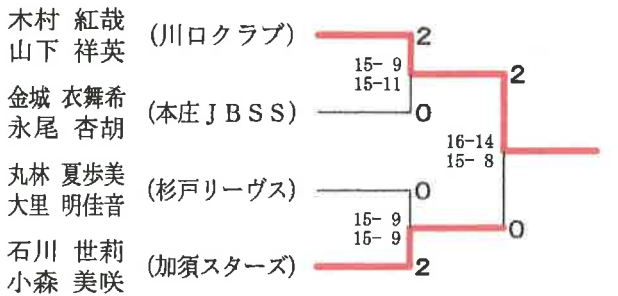 木村 紅哉
山下 祥英
(川口クラブ)
2
15- 9
15-11
2
金城 衣舞希
永尾 杏胡
(本庄ＪＢＳＳ)
0
16-14
15- 8
丸林 夏歩美
大里 明佳音
(杉戸リーヴス)
0
15- 9
15- 9
0
石川 世莉
小森 美咲
(加須スターズ)
2